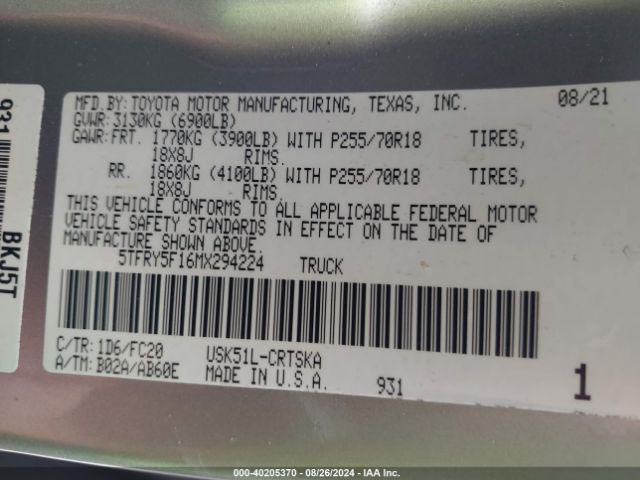 MFD.BY: TOYOTA MOTOR MANUFACTURING, TEXAS, INC. 08/21
GVWR: 3130KG (6900LB)
GAWR: FRT. 1770KG (3900LB) WITH P255/70R18 TIRES,
18X8J RIMS.
RR. 1860KG (4100LB) WITH P255/70R18 TIRES,
18X8J RIMS.
THIS VEHICLE CONFORMS TO ALL APPLICABLE FEDERAL MOTOR
VEHICLE SAFETY STANDARDS IN EFFECT ON THE DATE OF
MANUFACTURE SHOWN ABOVE.
5TFRY5F16MX294224 TRUCK
C/TR: 1D6/FC20 USK51L-CRTSKA
A/TM: B02A/AB60E MADE IN U.S.A. 931 1
931 BKJ5T
000-40205370 - 08/26/2024 - IAA Inc.